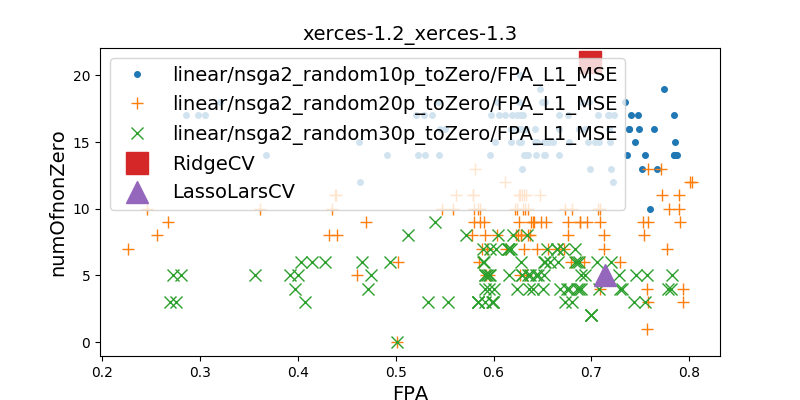 xerces-1.2_xerces-1.3
linear/nsga2_random10p_toZero/FPA_L1_MSE
linear/nsga2_random20p_toZero/FPA_L1_MSE
linear/nsga2_random30p_toZero/FPA_L1_MSE
RidgeCV
LassoLarsCV
numOfnonZero
20
15
10
5
0
0.2 0.3 0.4 0.5 0.6 0.7 0.8
FPA